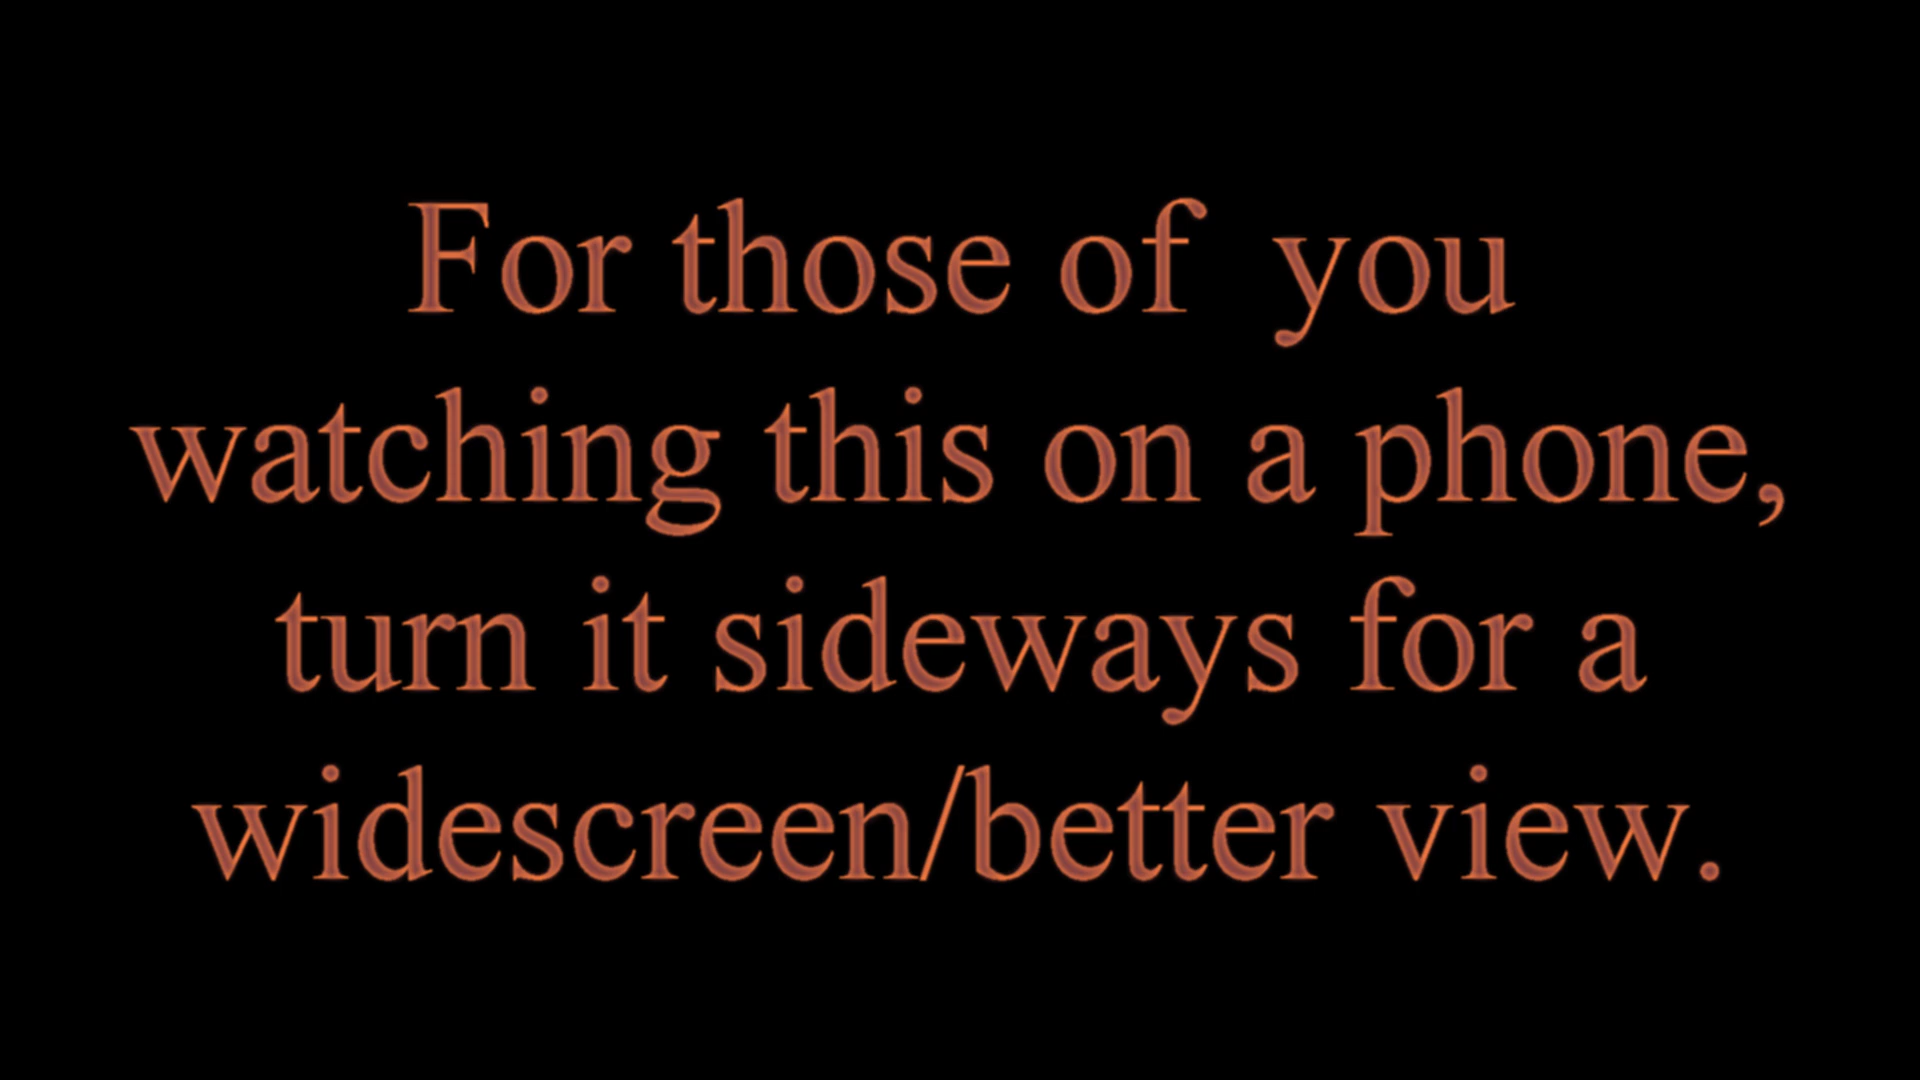 For those of you
watching this on a phone,
turn it sideways for a
widescreen/better view.